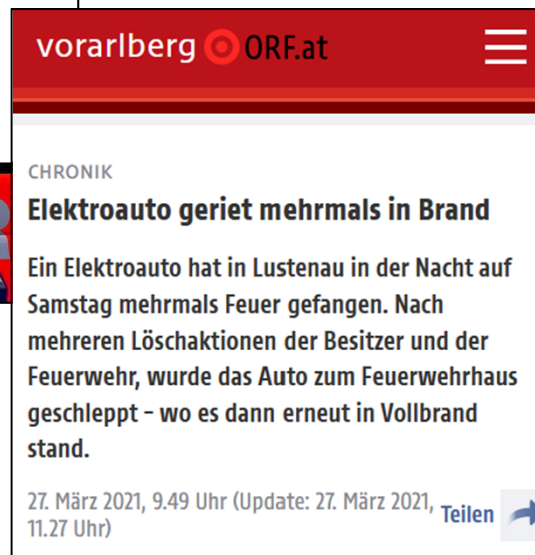 vorarlberg ORF.at
CHRONIK
Elektroauto geriet mehrmals in Brand
Ein Elektroauto hat in Lustenau in der Nacht auf
Samstag mehrmals Feuer gefangen. Nach
mehreren Löschaktionen der Besitzer und der
Feuerwehr, wurde das Auto zum Feuerwehrhaus
geschleppt – wo es dann erneut in Vollbrand
stand.
27. März 2021, 9.49 Uhr (Update: 27. März 2021,
11.27 Uhr)
Teilen